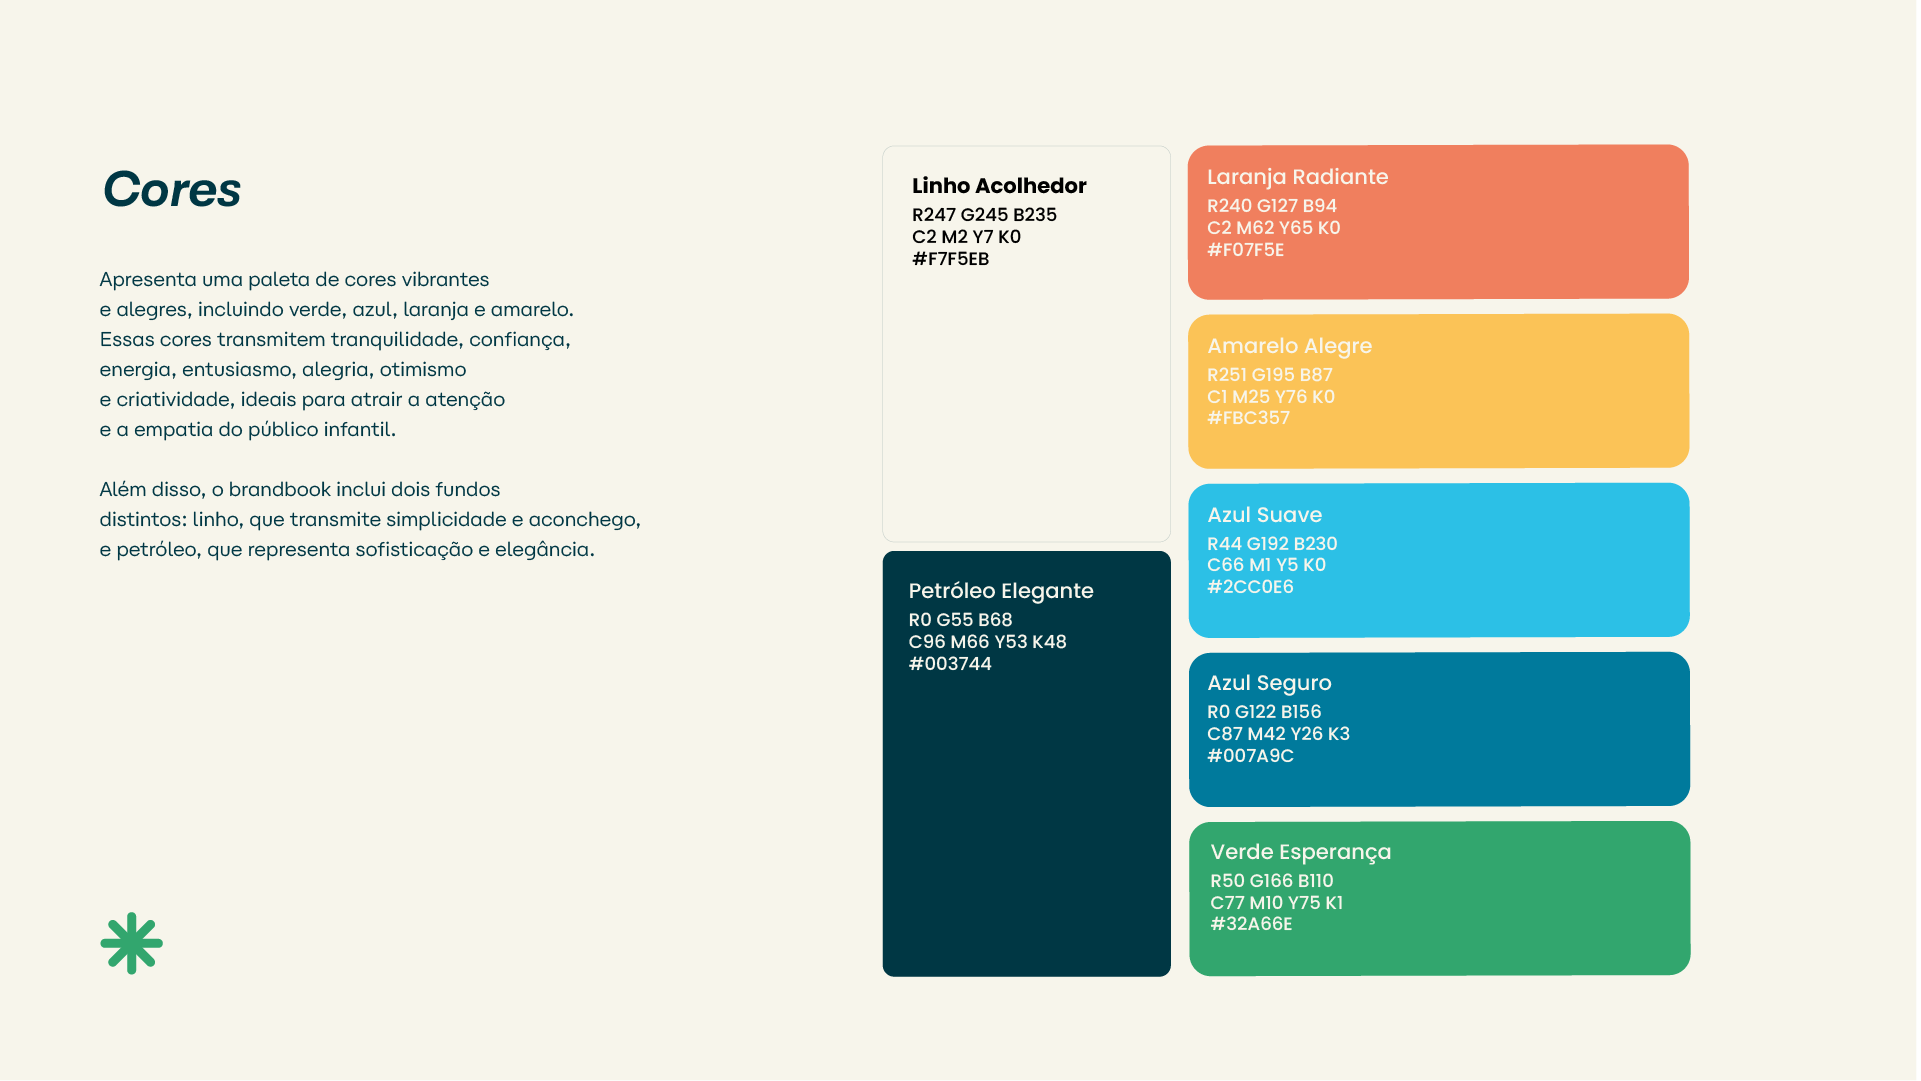 Cores
Apresenta uma paleta de cores vibrantes
e alegres, incluindo verde, azul, laranja e amarelo.
Essas cores transmitem tranquilidade, confiança,
energia, entusiasmo, alegria, otimismo
e criatividade, ideais para atrair a atenção
e a empatia do público infantil.
Além disso, o brandbook inclui dois fundos
distintos: linho, que transmite simplicidade e aconchego,
e petróleo, que representa sofisticação e elegância.
Linho Acolhedor
R247 G245 B235
C2 M2 Y7 K0
#F7F5EB
Petróleo Elegante
R0 G55 B68
C96 M66 Y53 K48
#003744
Laranja Radiante
R240 G127 B94
C2 M62 Y65 K0
#F07F5E
Amarelo Alegre
R251 G195 B87
C1 M25 Y76 K0
#FBC357
Azul Suave
R44 G192 B230
C66 M1 Y5 K0
#2CC0E6
Azul Seguro
R0 G122 B156
C87 M42 Y26 K3
#007A9C
Verde Esperança
R50 G166 B110
C77 M10 Y75 K1
#32A66E